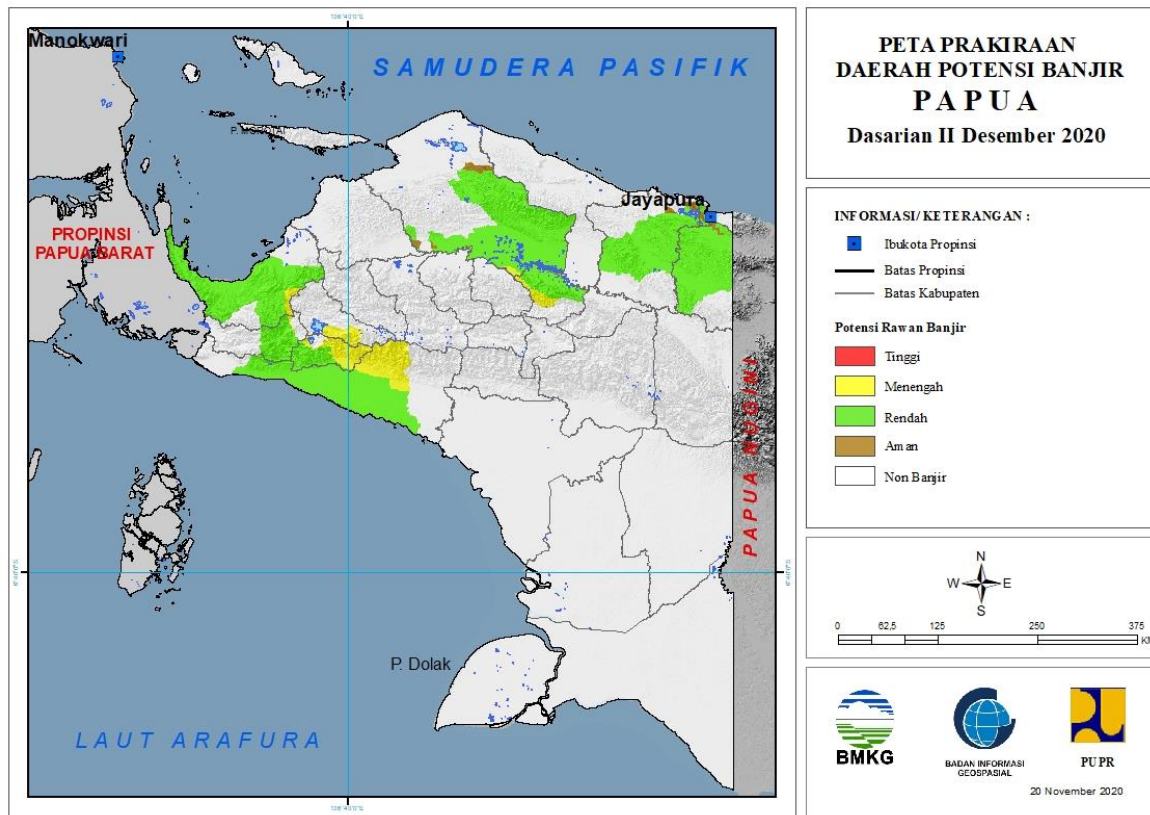 Manokwari
SAMUDERA PASIFIK
Jayapura
PROPINSI
PAPUA BARAT
PAPUA NUGINI
P. Dolak
LAUT ARAFURA
PETA PRAKIRAAN
DAERAH POTENSI BANJIR
PAPUA
Dasarian II Desember 2020
INFORMASI/ KETERANGAN :
Ibukota Propinsi
Batas Propinsi
Batas Kabupaten
Potensi Rawan Banjir
Tinggi
Menengah
Rendah
Aman
Non Banjir
N
W E
S
0 62,5 125 250 375
KM
BMKG
BADAN INFORMASI
GEOSPASIAL
PUPR
20 November 2020